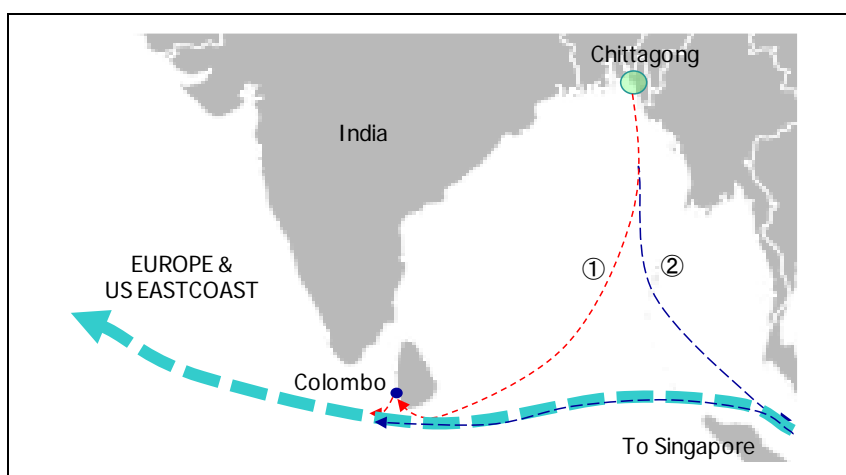 Chittagong
India
① ②
EUROPE &
US EASTCOAST
Colombo
To Singapore